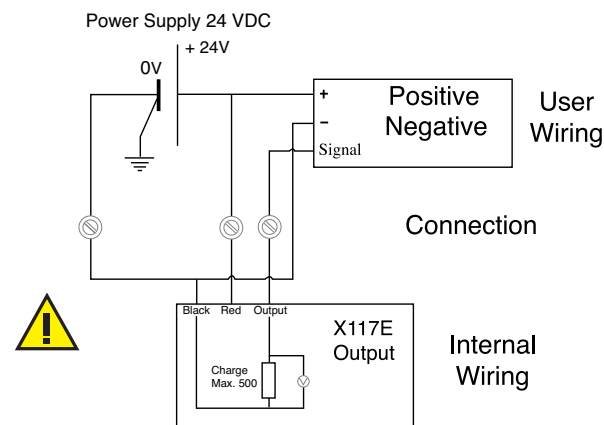 Power Supply 24 VDC
+ 24V
0V
+ Positive
− Negative
Signal
User
Wiring
Connection
!
Black Red Output
X117E
Output
Charge
Max. 500
V
Internal
Wiring